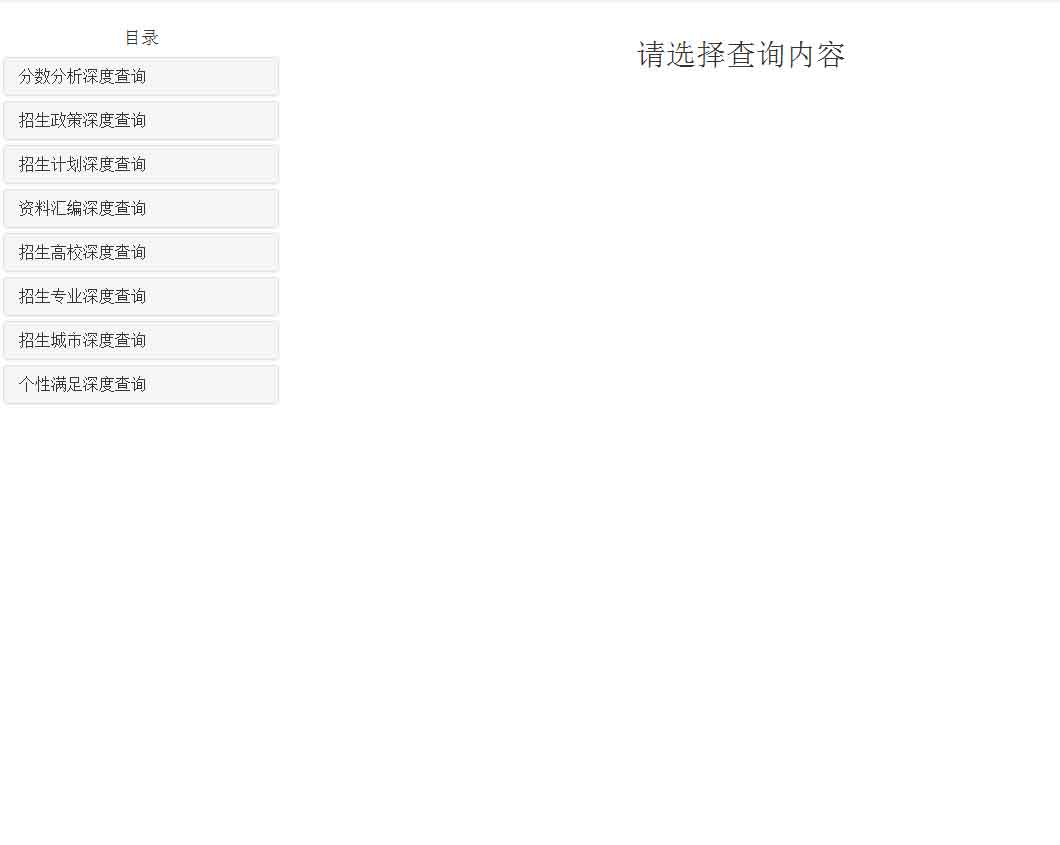 目录
分数分析深度查询
招生政策深度查询
招生计划深度查询
资料汇编深度查询
招生高校深度查询
招生专业深度查询
招生城市深度查询
个性满足深度查询
请选择查询内容